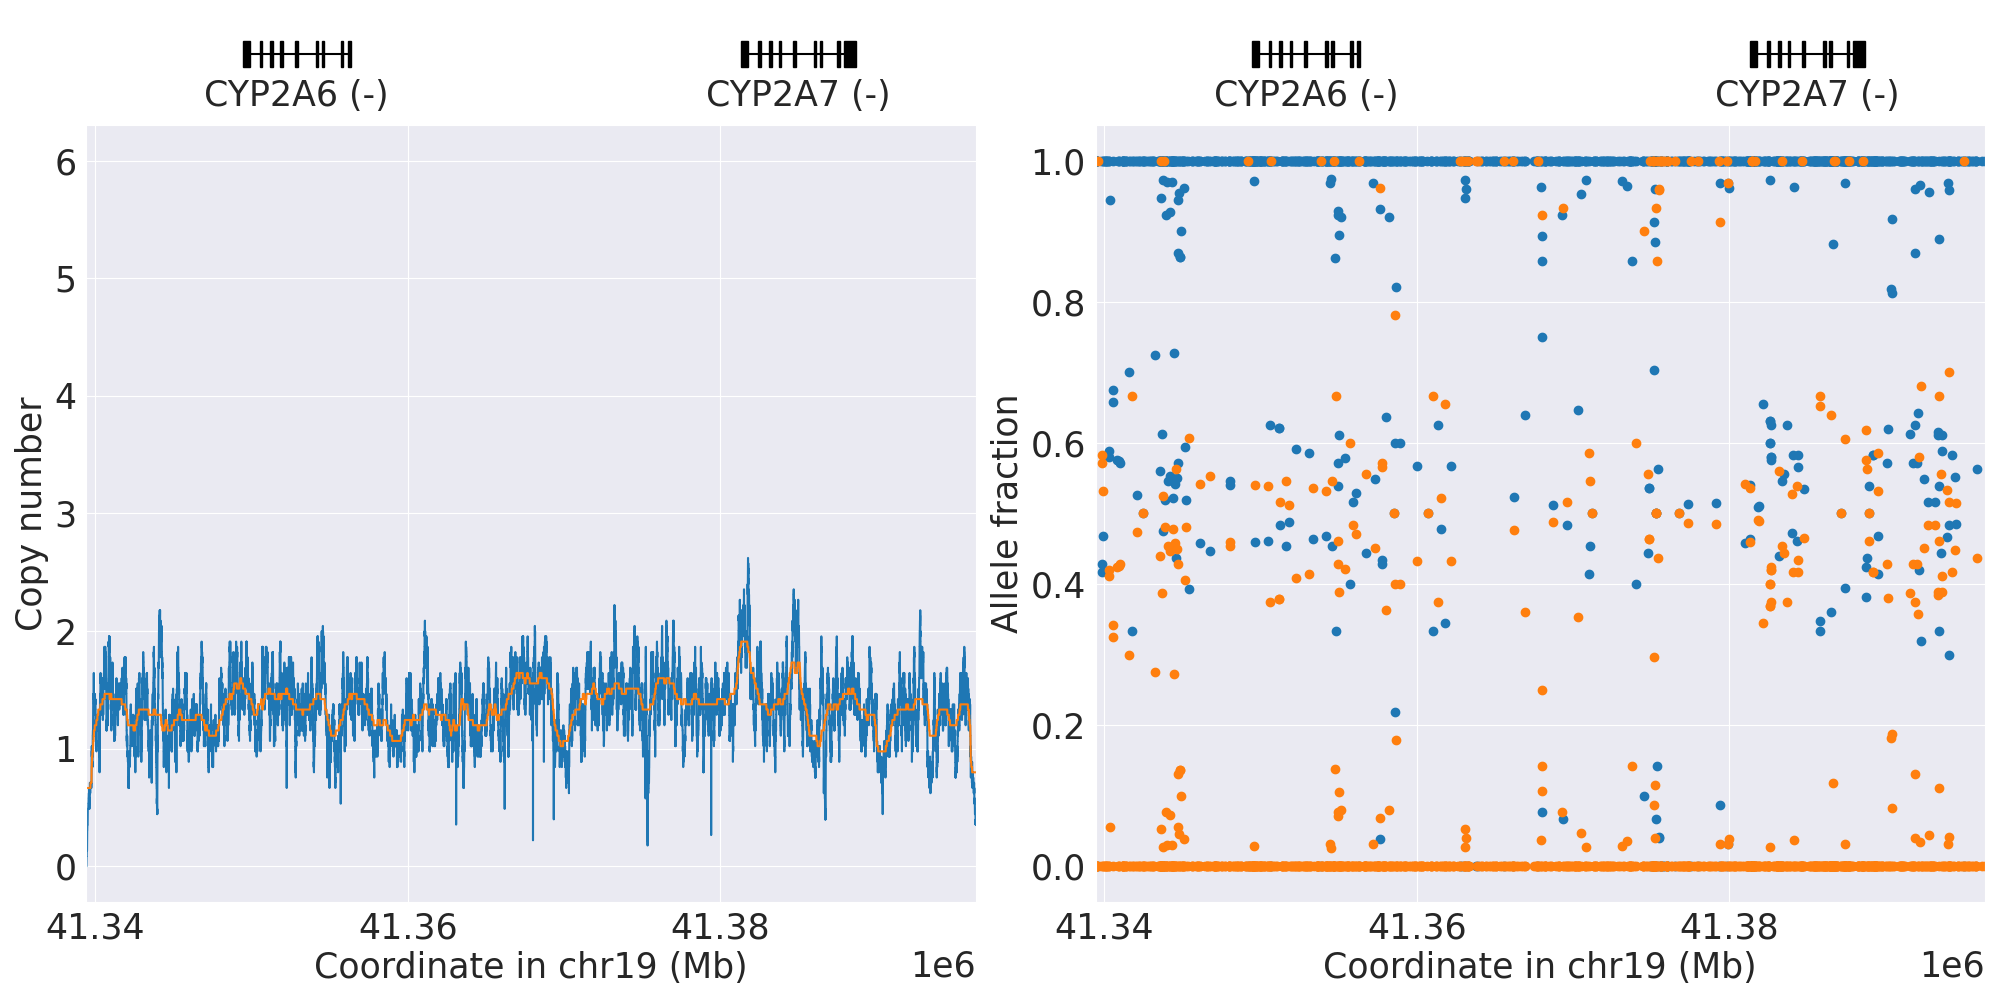 CYP2A6 (-)
CYP2A7 (-)
CYP2A6 (-)
CYP2A7 (-)
Copy number
6
5
4
3
2
1
0
41.34
41.36
41.38
Coordinate in chr19 (Mb)
1e6
Allele fraction
1.0
0.8
0.6
0.4
0.2
0.0
41.34
41.36
41.38
Coordinate in chr19 (Mb)
1e6